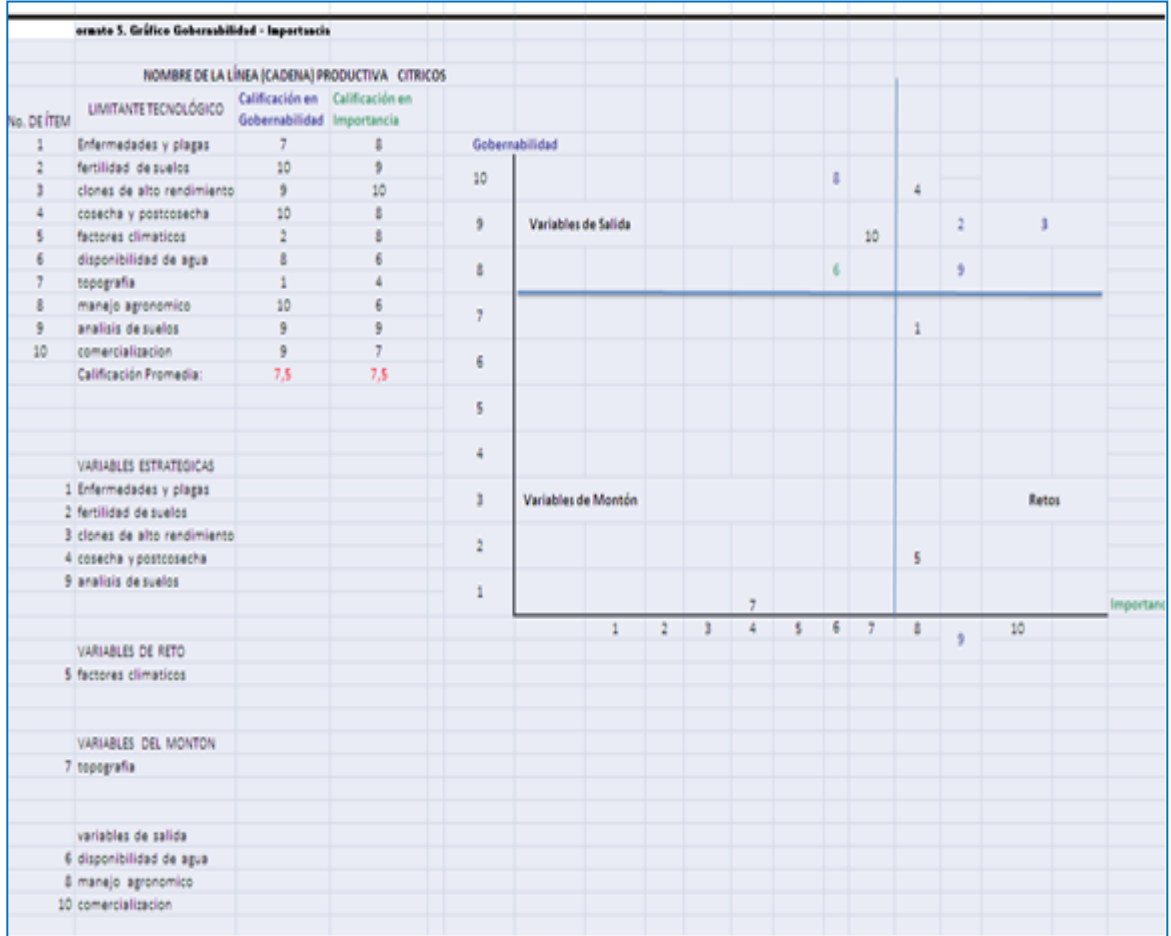 ormato 5. Gráfico Gobernabilidad - Importancia
NOMBRE DE LA LÍNEA (CADENA) PRODUCTIVA CITRICOS
No. DE ÍTEM LIMITANTE TECNOLÓGICO Calificación en Gobernabilidad Calificación en Importancia
1 Enfermedades y plagas 7 8
2 fertilidad de suelos 10 9
3 clones de alto rendimiento 9 10
4 cosecha y postcosecha 10 8
5 factores climaticos 2 8
6 disponibilidad de agua 8 6
7 topografia 1 4
8 manejo agronomico 10 6
9 analisis de suelos 9 9
10 comercializacion 9 7
Calificación Promedia: 7,5 7,5
VARIABLES ESTRATEGICAS
1 Enfermedades y plagas
2 fertilidad de suelos
3 clones de alto rendimiento
4 cosecha y postcosecha
9 analisis de suelos
VARIABLES DE RETO
5 factores climaticos
VARIABLES DEL MONTON
7 topografia
variables de salida
6 disponibilidad de agua
8 manejo agronomico
10 comercializacion
Gobernabilidad
10 8 4
9 Variables de Salida 10 2 3
8 6 9
7 1
6
5
4
3 Variables de Montón Retos
2 5
1 7
Importanc
1 2 3 4 5 6 7 8 9 10